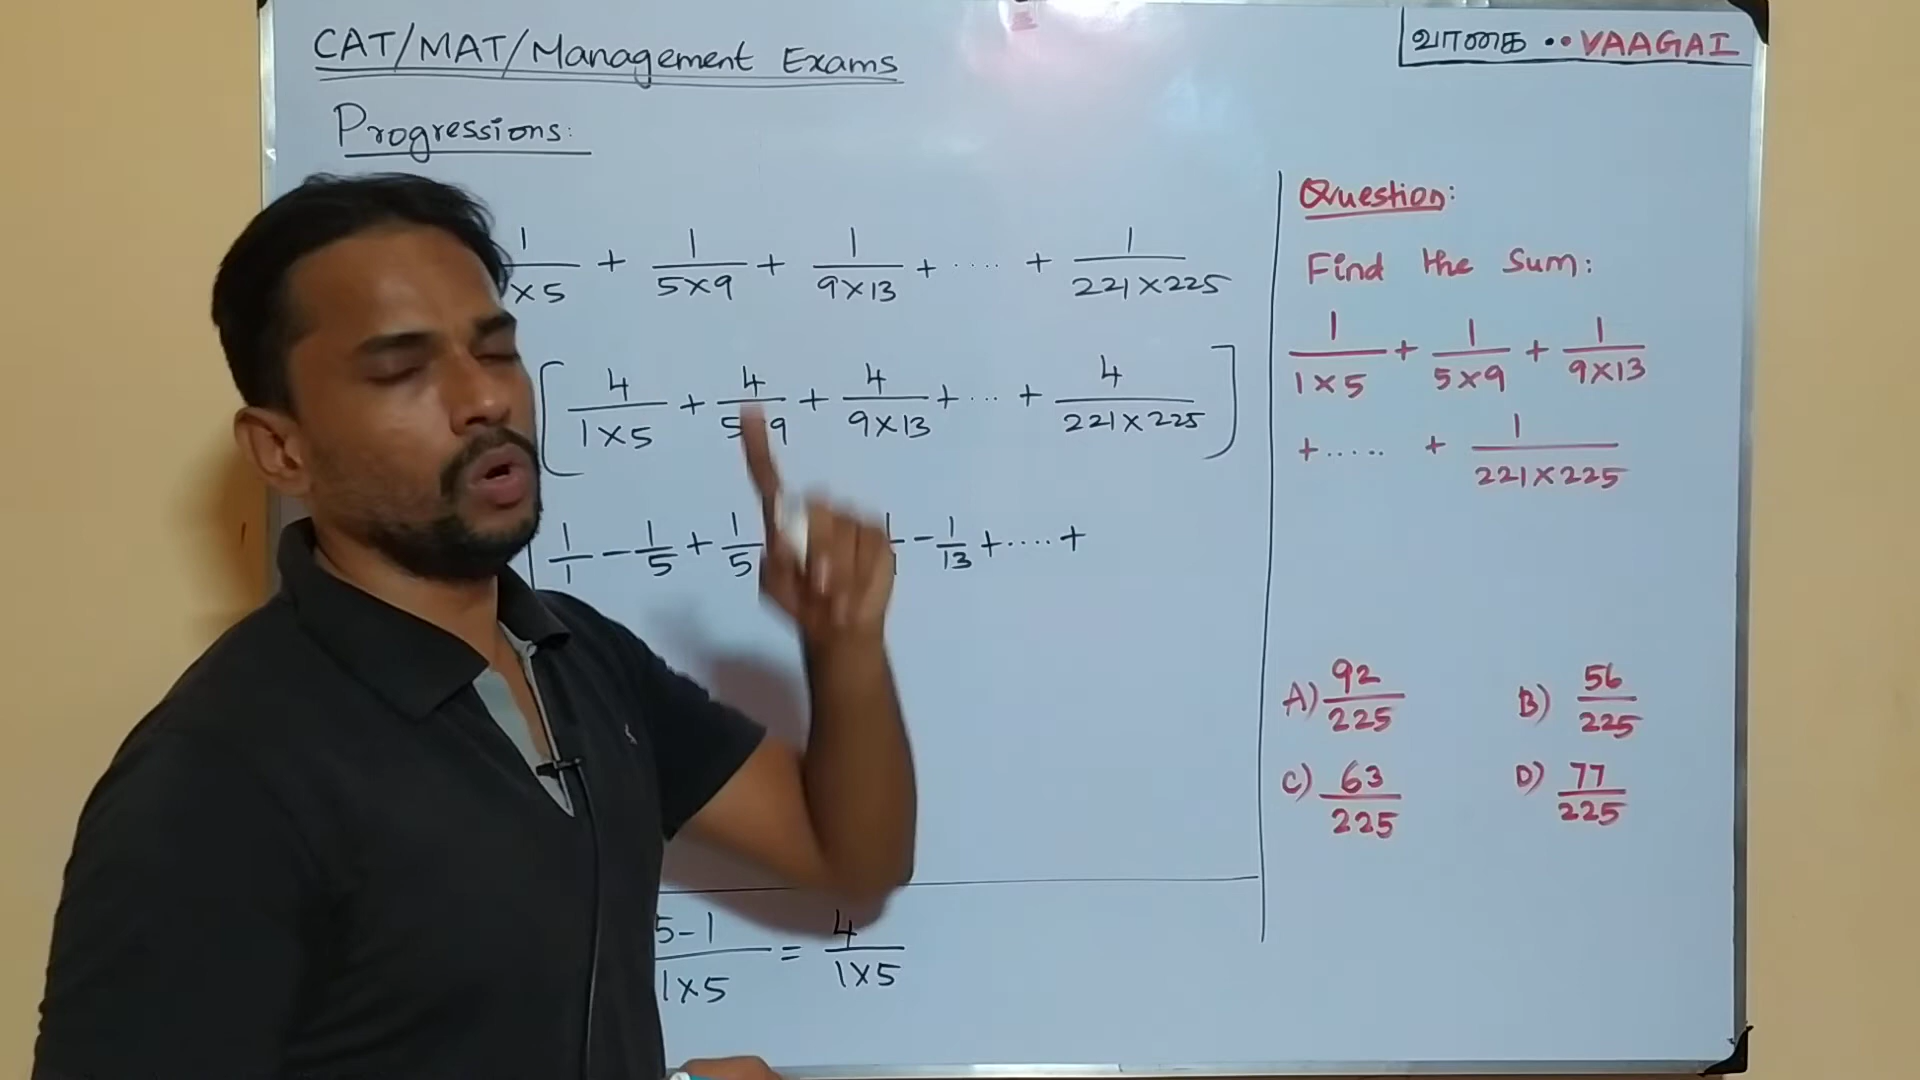 CAT/MAT/Management Exams
வாகை ..VAAGAI
Progressions:
1/×5 + 1/5×9 + 1/9×13 + ..... + 1/221×225
[4/1×5 + 4/5 9 + 4/9×13 + ... + 4/221×225]
[1/1 - 1/5 + 1/5 - 1/13 + .... +
5-1/1×5 = 4/1×5
Question:
Find the Sum:
1/1×5 + 1/5×9 + 1/9×13
+ ..... + 1/221×225
A) 92/225 B) 56/225
C) 63/225 D) 77/225